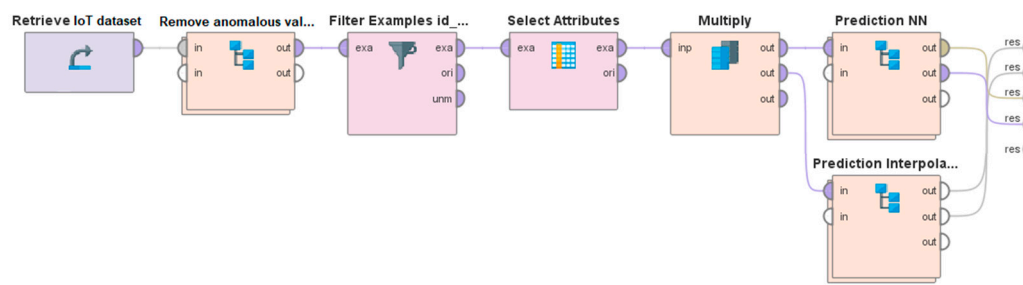 Retrieve IoT dataset
Remove anomalous val...
Filter Examples id_...
Select Attributes
Multiply
Prediction NN
in out
in out
exa exa
ori
unm
exa exa
ori
inp out
out
out
in out
in out
out
res
res
res
res
res
Prediction Interpola...
in out
in out
out